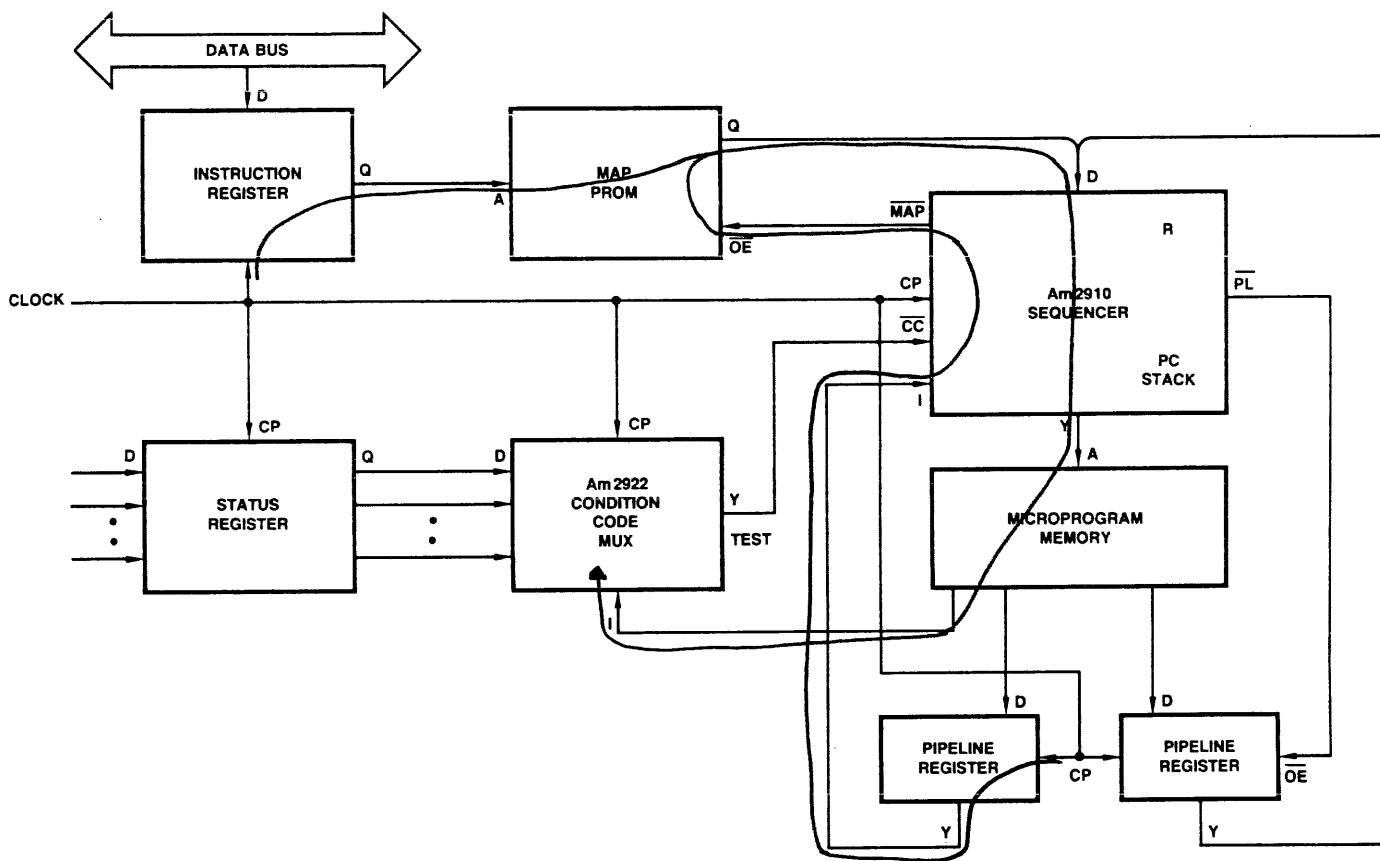 DATA BUS
D
INSTRUCTION
REGISTER
Q
A
MAP
PROM
Q
MAP
OE
D
R
CP
Am2910
SEQUENCER
PL
CC
PC
STACK
I
Y
CLOCK
CP
D
STATUS
REGISTER
Q
CP
D
Am2922
CONDITION
CODE
MUX
Y
TEST
I
A
MICROPROGRAM
MEMORY
D
D
PIPELINE
REGISTER
CP
PIPELINE
REGISTER
OE
Y
Y